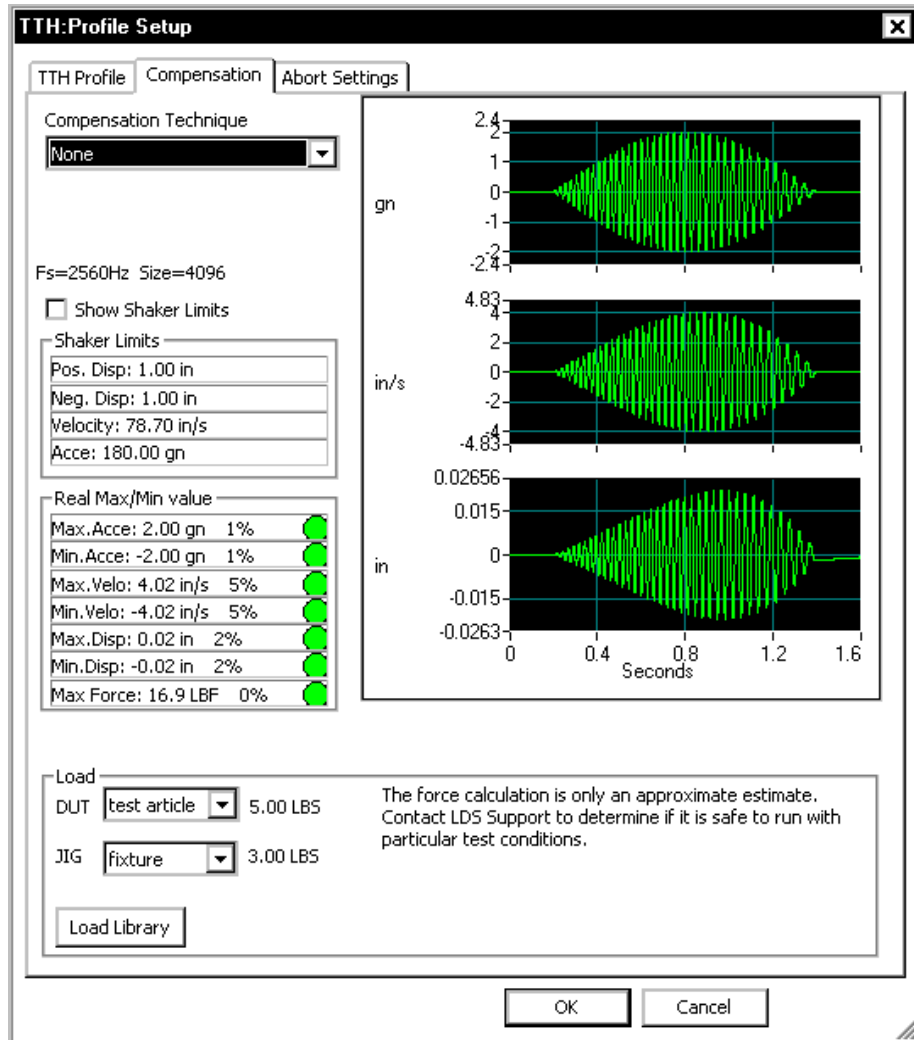 TTH:Profile Setup
TTH Profile
Compensation
Abort Settings
Compensation Technique
None
Fs=2560Hz Size=4096
Show Shaker Limits
Shaker Limits
Pos. Disp: 1.00 in
Neg. Disp: 1.00 in
Velocity: 78.70 in/s
Acce: 180.00 gn
Real Max/Min value
Max.Acce: 2.00 gn 1%
Min.Acce: -2.00 gn 1%
Max.Velo: 4.02 in/s 5%
Min.Velo: -4.02 in/s 5%
Max.Disp: 0.02 in 2%
Min.Disp: -0.02 in 2%
Max Force: 16.9 LBF 0%
gn
2.4
2
1
0
-1
-2
-2.4
in/s
4.83
4
2
0
-2
-4
-4.83
in
0.02656
0.015
0
-0.015
-0.0263
0 0.4 0.8 1.2 1.6
Seconds
Load
DUT test article 5.00 LBS
JIG fixture 3.00 LBS
Load Library
The force calculation is only an approximate estimate.
Contact LDS Support to determine if it is safe to run with
particular test conditions.
OK
Cancel